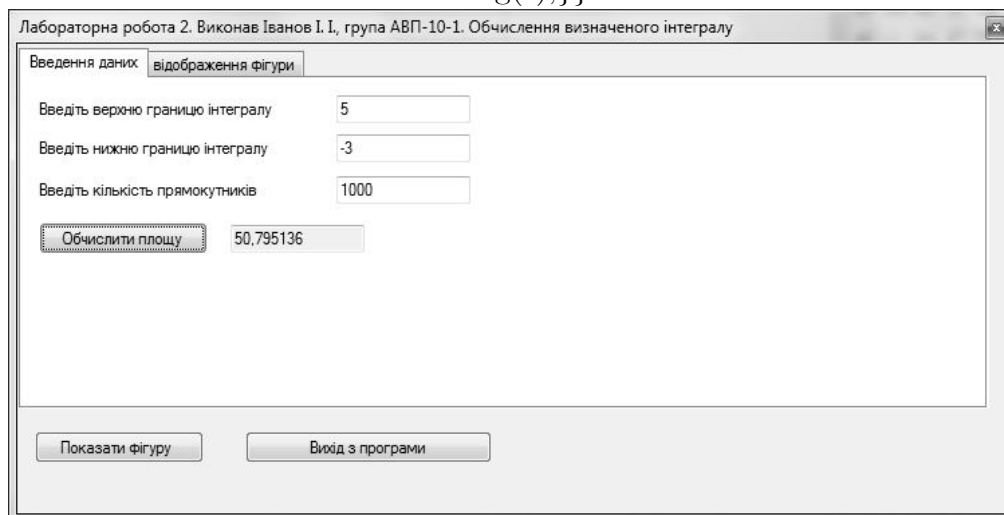 Лабораторна робота 2. Виконав Іванов І. І., група АВП-10-1. Обчислення визначеного інтегралу
Введення даних відображення фігури
Введіть верхню границю інтегралу 5
Введіть нижню границю інтегралу -3
Введіть кількість прямокутників 1000
Обчислити площу 50,795136
Показати фігуру Вихід з програми